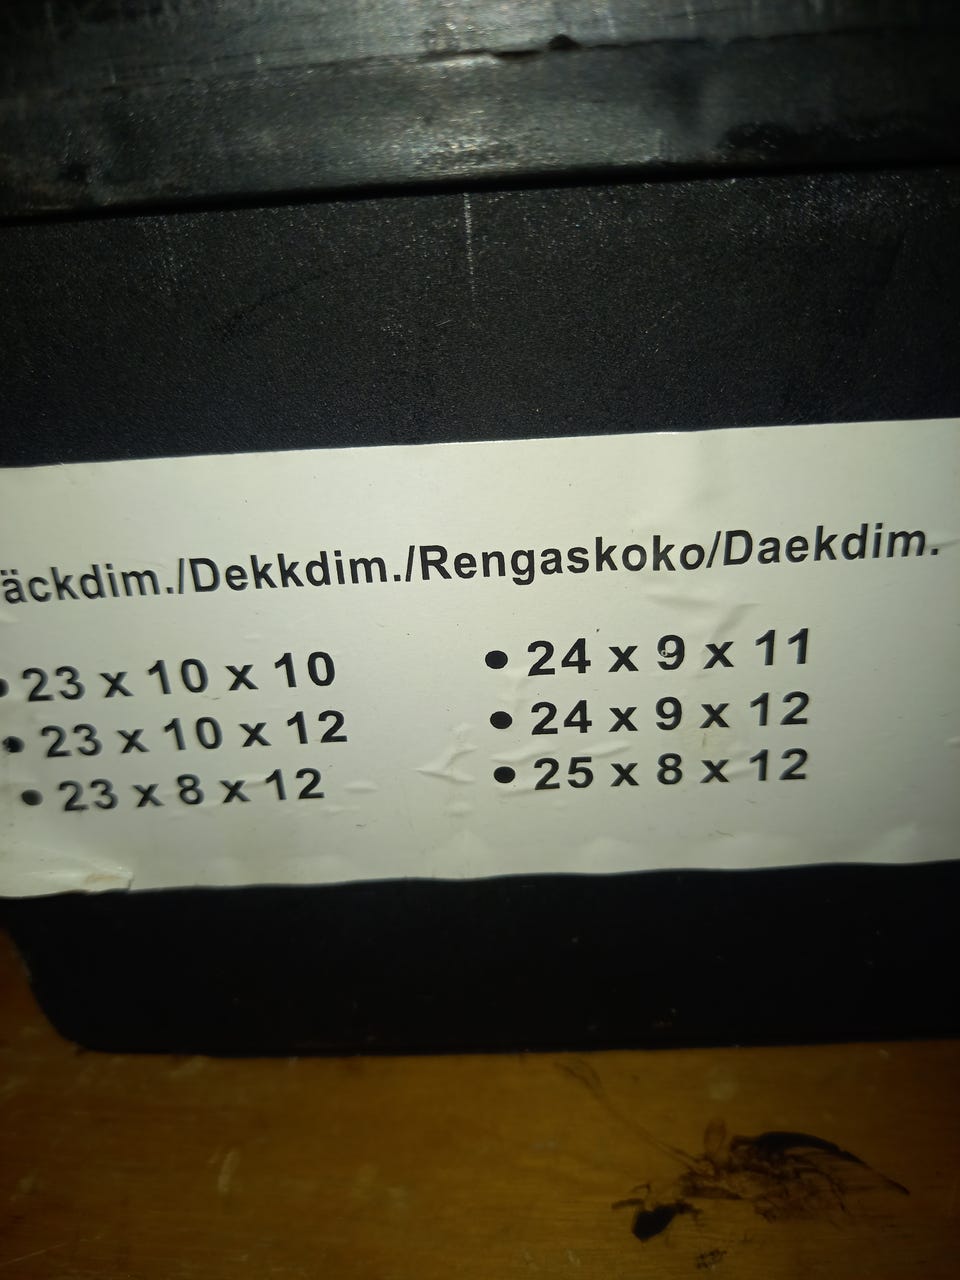 äckdim./Dekkdim./Rengaskoko/Daekdim.
• 23 x 10 x 10
• 23 x 10 x 12
• 23 x 8 x 12
• 24 x 9 x 11
• 24 x 9 x 12
• 25 x 8 x 12